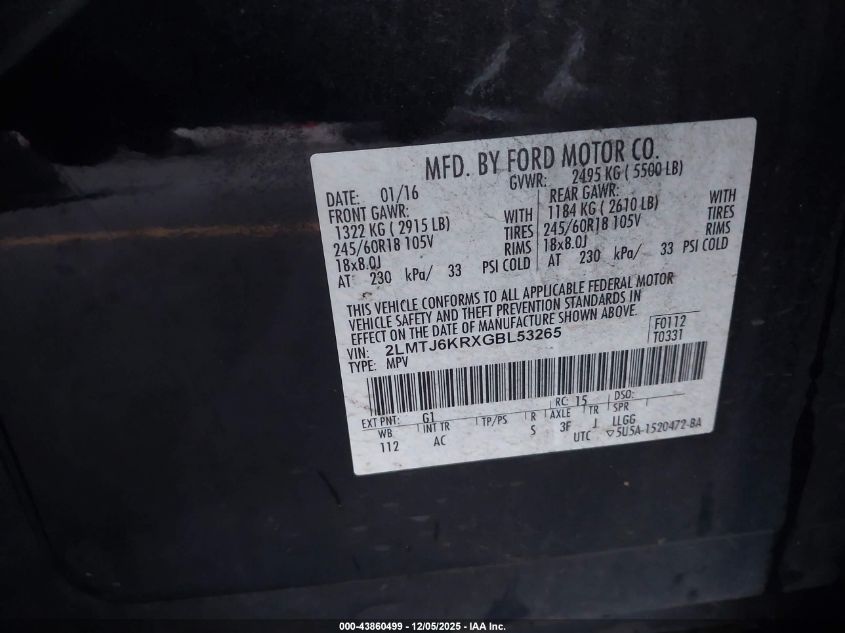 MFD. BY FORD MOTOR CO.
DATE: 01/16 GVWR: 2495 KG ( 5500 LB)
FRONT GAWR: REAR GAWR:
1322 KG ( 2915 LB) WITH 1184 KG ( 2610 LB) WITH
245/60R18 105V TIRES 245/60R18 105V TIRES
18x8.0J RIMS 18x8.0J RIMS
AT 230 kPa/ 33 PSI COLD AT 230 kPa/ 33 PSI COLD
THIS VEHICLE CONFORMS TO ALL APPLICABLE FEDERAL MOTOR
VEHICLE SAFETY AND THEFT PREVENTION STANDARDS IN
EFFECT ON THE DATE OF MANUFACTURE SHOWN ABOVE.
VIN: 2LMTJ6KRXGBL53265 F0112
TYPE: MPV T0331
RC: 15 DSO:
EXT PNT: G1
WB INT TR TP/PS R AXLE TR SPR
112 AC S 3F J LLGG
UTC ▽5U5A-1520472-BA
000-43860499 - 12/05/2025 - IAA Inc.